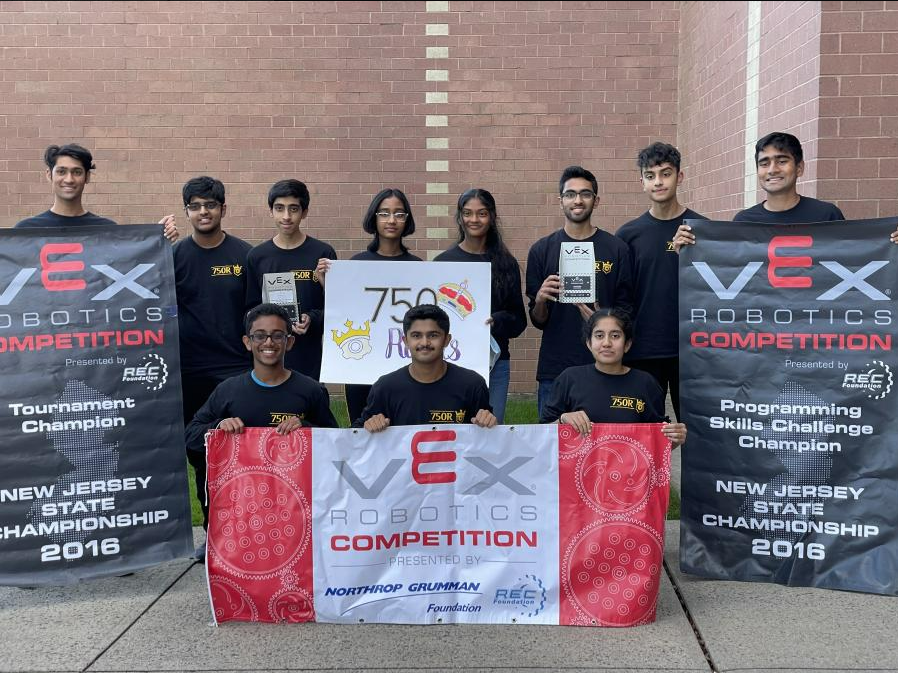 VEX
ROBOTICS
COMPETITION
Presented by
REC
Foundation
Tournament
Champion
NEW JERSEY
STATE
CHAMPIONSHIP
2016
750R
750R
VEX
750R
750
750R
VEX
750R
750R
750R
750R
VEX
ROBOTICS
COMPETITION
PRESENTED BY
NORTHROP GRUMMAN
Foundation
REC
Foundation
VEX
ROBOTICS
COMPETITION
Presented by
REC
Foundation
Programming
Skills Challenge
Champion
NEW JERSEY
STATE
CHAMPIONSHIP
2016